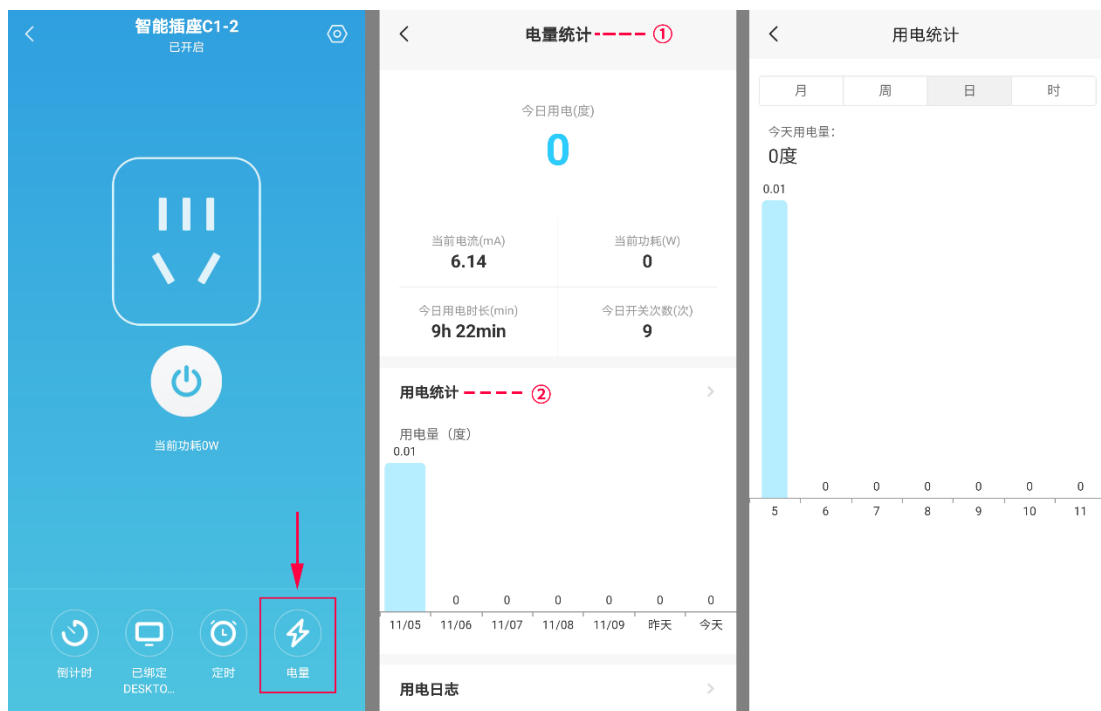 智能插座C1-2
已开启
当前功耗0W
倒计时
已绑定
DESKTO...
定时
电量
电量统计 ①
今日用电(度)
0
当前电流(mA)
6.14
当前功耗(W)
0
今日用电时长(min)
9h 22min
今日开关次数(次)
9
用电统计 ②
用电量（度）
0.01
0 0 0 0 0 0
11/05 11/06 11/07 11/08 11/09 昨天 今天
用电日志
用电统计
月 周 日 时
今天用电量：
0度
0.01
0 0 0 0 0 0
5 6 7 8 9 10 11